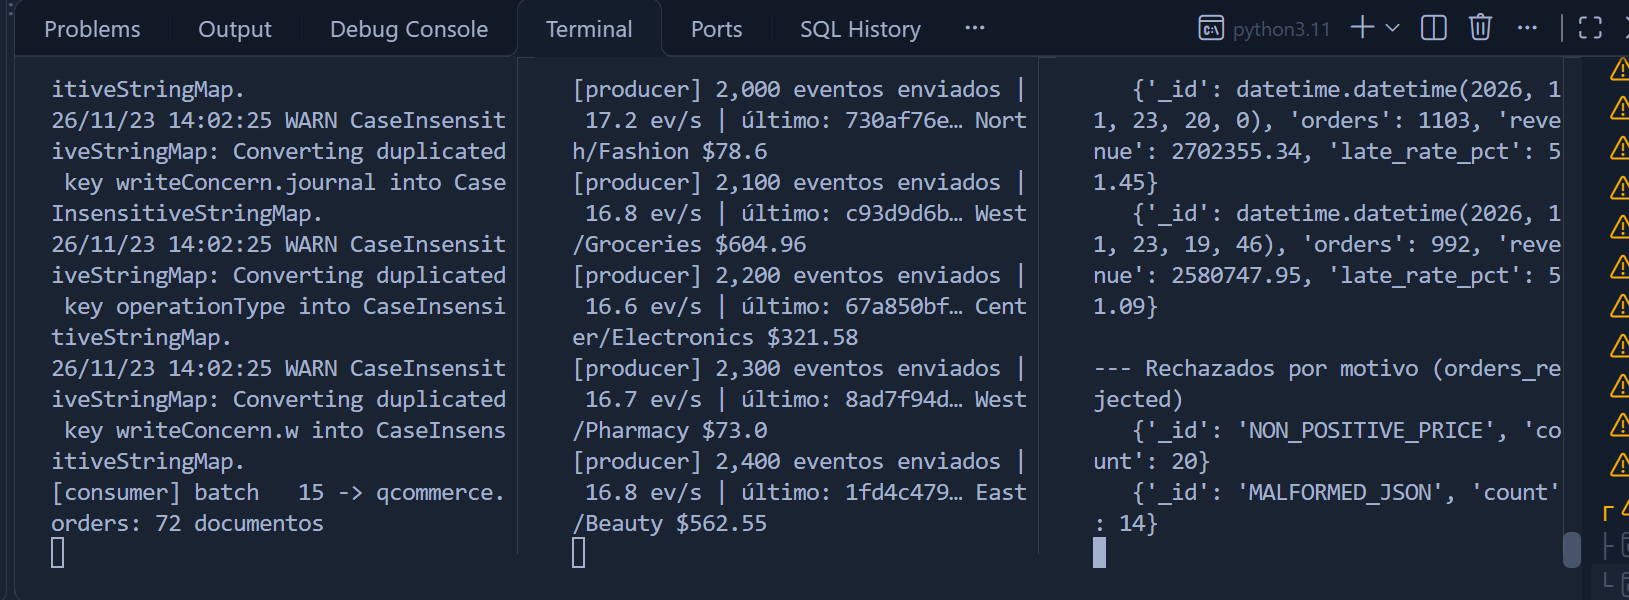 Problems Output Debug Console Terminal Ports SQL History ··· python3.11
itiveStringMap.
26/11/23 14:02:25 WARN CaseInsensit
iveStringMap: Converting duplicated
 key writeConcern.journal into Case
InsensitiveStringMap.
26/11/23 14:02:25 WARN CaseInsensit
iveStringMap: Converting duplicated
 key operationType into CaseInsensi
tiveStringMap.
26/11/23 14:02:25 WARN CaseInsensit
iveStringMap: Converting duplicated
 key writeConcern.w into CaseInsens
itiveStringMap.
[consumer] batch   15 -> qcommerce.
orders: 72 documentos
[producer] 2,000 eventos enviados |
 17.2 ev/s | último: 730af76e… Nort
h/Fashion $78.6
[producer] 2,100 eventos enviados |
 16.8 ev/s | último: c93d9d6b… West
/Groceries $604.96
[producer] 2,200 eventos enviados |
 16.6 ev/s | último: 67a850bf… Cent
er/Electronics $321.58
[producer] 2,300 eventos enviados |
 16.7 ev/s | último: 8ad7f94d… West
/Pharmacy $73.0
[producer] 2,400 eventos enviados |
 16.8 ev/s | último: 1fd4c479… East
/Beauty $562.55
   {'_id': datetime.datetime(2026, 1
1, 23, 20, 0), 'orders': 1103, 'reve
nue': 2702355.34, 'late_rate_pct': 5
1.45}
   {'_id': datetime.datetime(2026, 1
1, 23, 19, 46), 'orders': 992, 'reve
nue': 2580747.95, 'late_rate_pct': 5
1.09}
--- Rechazados por motivo (orders_re
jected)
   {'_id': 'NON_POSITIVE_PRICE', 'co
unt': 20}
   {'_id': 'MALFORMED_JSON', 'count'
: 14}